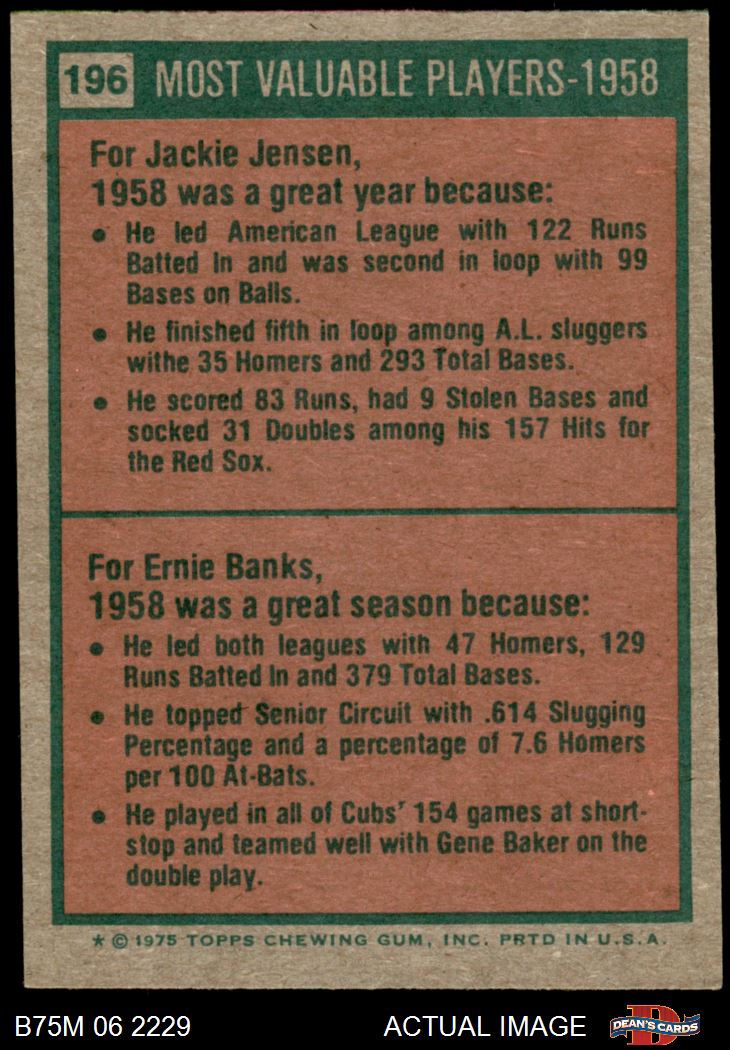 196 MOST VALUABLE PLAYERS-1958
For Jackie Jensen,
1958 was a great year because:
• He led American League with 122 Runs
Batted In and was second in loop with 99
Bases on Balls.
• He finished fifth in loop among A.L. sluggers
withe 35 Homers and 293 Total Bases.
• He scored 83 Runs, had 9 Stolen Bases and
socked 31 Doubles among his 157 Hits for
the Red Sox.
For Ernie Banks,
1958 was a great season because:
• He led both leagues with 47 Homers, 129
Runs Batted In and 379 Total Bases.
• He topped Senior Circuit with .614 Slugging
Percentage and a percentage of 7.6 Homers
per 100 At-Bats.
• He played in all of Cubs' 154 games at short-
stop and teamed well with Gene Baker on the
double play.
* © 1975 TOPPS CHEWING GUM, INC. PRTD IN U.S.A.
B75M 06 2229 ACTUAL IMAGE D DEAN'S CARDS